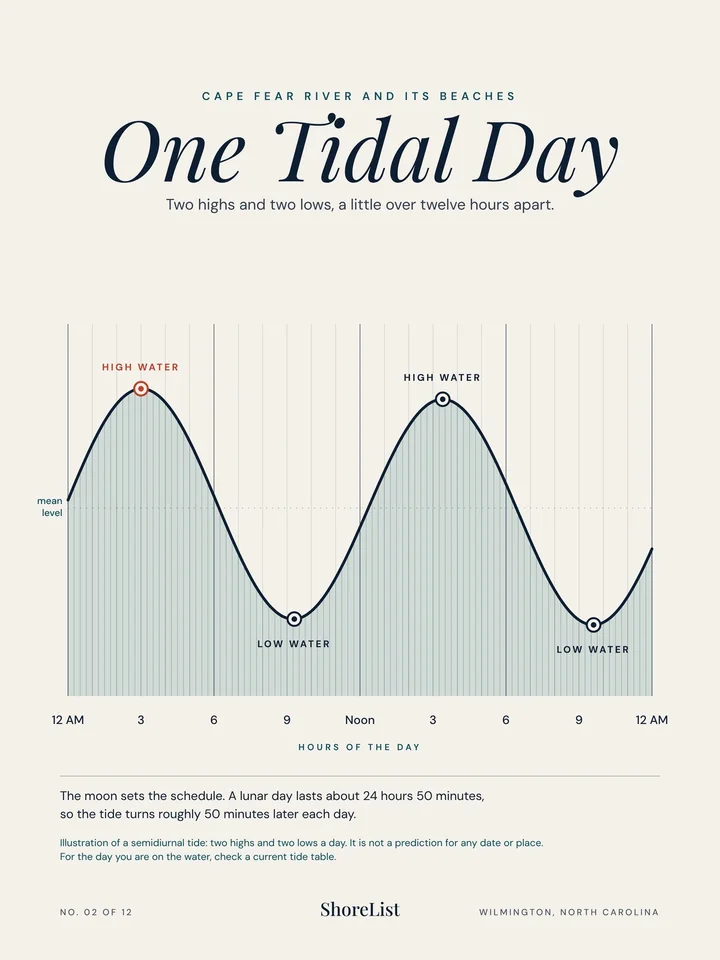 CAPE FEAR RIVER AND ITS BEACHES
One Tidal Day
Two highs and two lows, a little over twelve hours apart.
HIGH WATER
HIGH WATER
mean
level
LOW WATER
LOW WATER
12 AM 3 6 9 Noon 3 6 9 12 AM
HOURS OF THE DAY
The moon sets the schedule. A lunar day lasts about 24 hours 50 minutes,
so the tide turns roughly 50 minutes later each day.
Illustration of a semidiurnal tide: two highs and two lows a day. It is not a prediction for any date or place.
For the day you are on the water, check a current tide table.
NO. 02 OF 12 ShoreList WILMINGTON, NORTH CAROLINA